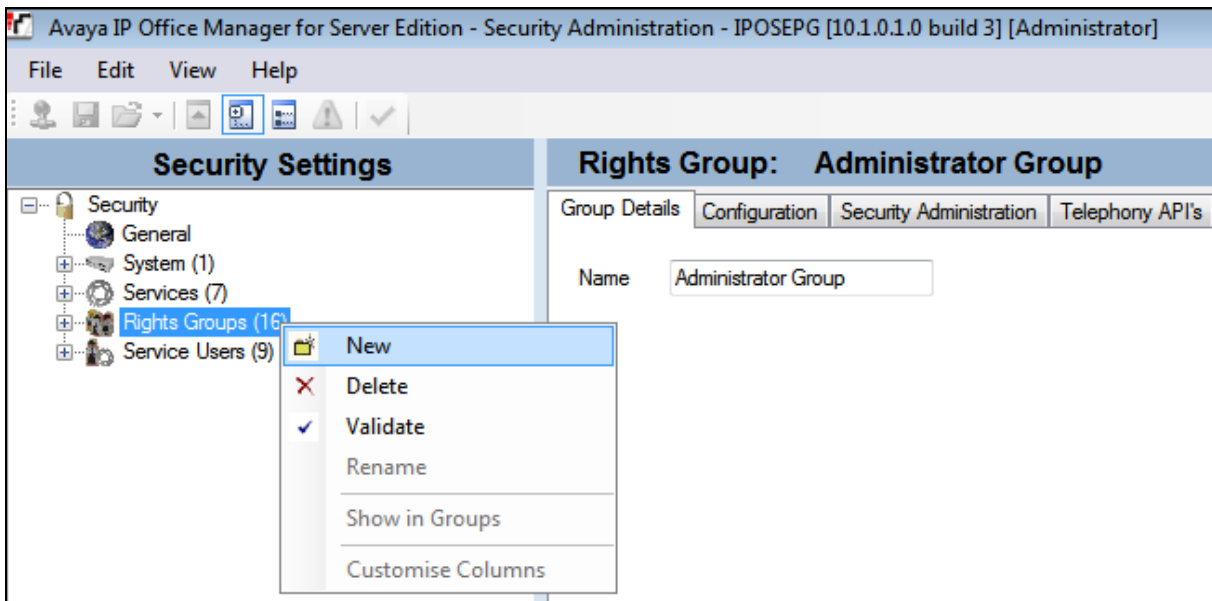 Avaya IP Office Manager for Server Edition - Security Administration - IPOSEPG [10.1.0.1.0 build 3] [Administrator]
File Edit View Help
Security Settings
Rights Group: Administrator Group
Security
General
System (1)
Services (7)
Rights Groups (16)
Service Users (9)
Group Details Configuration Security Administration Telephony API's
Name Administrator Group
New
Delete
Validate
Rename
Show in Groups
Customise Columns